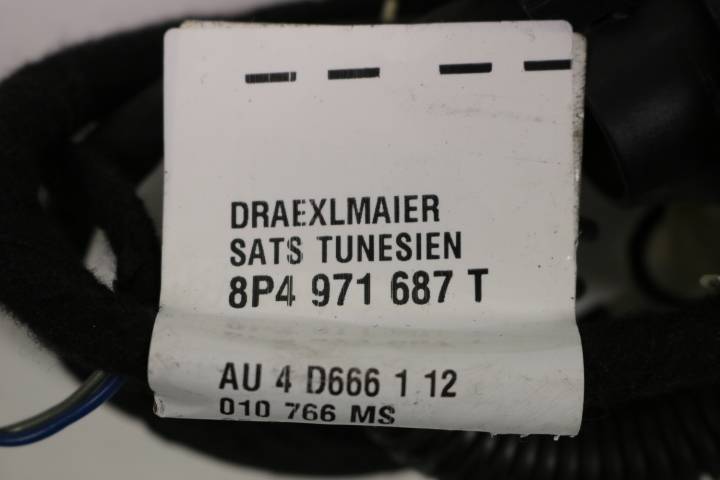 DRAEXLMAIER
SATS TUNESIEN
8P4 971 687 T
AU 4 D666 1 12
010 766 MS